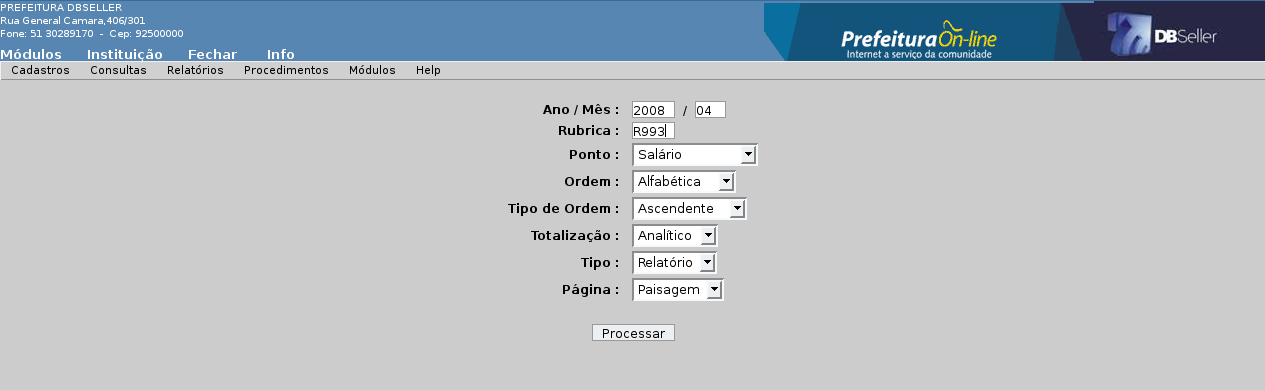 PREFEITURA DBSELLER
Rua General Camara,406/301
Fone: 51 30289170 - Cep: 92500000
Prefeitura On-line
Internet a serviço da comunidade
DBSeller
Módulos Instituição Fechar Info
Cadastros Consultas Relatórios Procedimentos Módulos Help
Ano / Mês : 2008 / 04
Rubrica : R993
Ponto : Salário
Ordem : Alfabética
Tipo de Ordem : Ascendente
Totalização : Analítico
Tipo : Relatório
Página : Paisagem
Processar